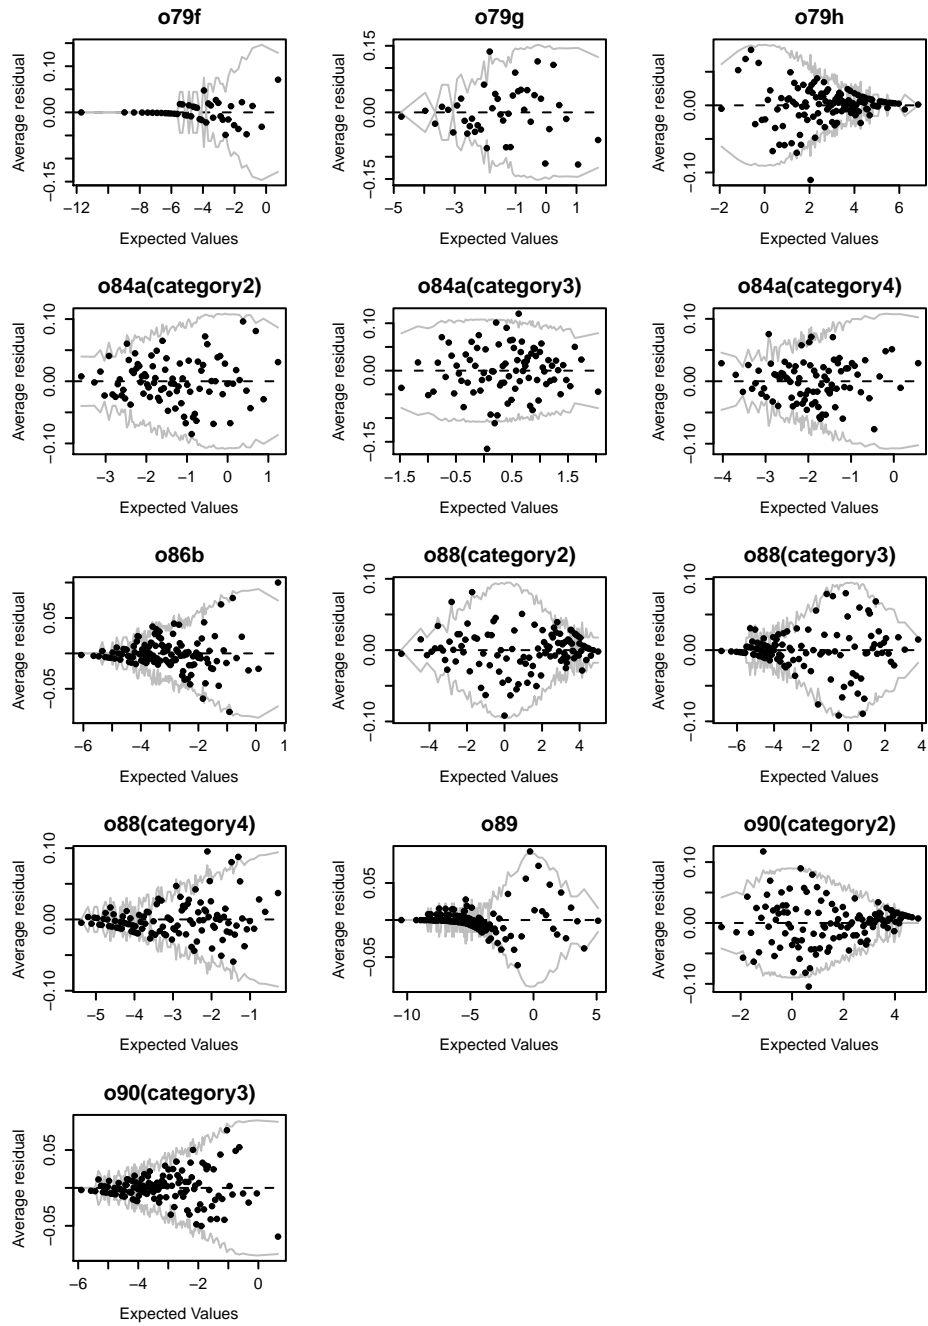 o79f
Average residual
0.10
0.00
−0.15
−12
−8
−6
−4
−2
0
Expected Values
o79g
Average residual
0.15
0.00
−0.15
−5
−3
−1
0
1
Expected Values
o79h
Average residual
0.10
0.00
−0.10
−2
0
2
4
6
Expected Values
o84a(category2)
Average residual
0.10
0.00
−0.10
−3
−2
−1
0
1
Expected Values
o84a(category3)
Average residual
0.10
0.00
−0.15
−1.5
−0.5
0.5
1.5
Expected Values
o84a(category4)
Average residual
0.10
0.00
−0.10
−4
−3
−2
−1
0
Expected Values
o86b
Average residual
0.05
−0.05
−6
−4
−2
0
1
Expected Values
o88(category2)
Average residual
0.10
0.00
−0.10
−4
−2
0
2
4
Expected Values
o88(category3)
Average residual
0.10
0.00
−0.10
−6
−4
−2
0
2
4
Expected Values
o88(category4)
Average residual
0.10
0.00
−0.10
−5
−4
−3
−2
−1
Expected Values
o89
Average residual
0.05
−0.05
−10
−5
0
5
Expected Values
o90(category2)
Average residual
0.10
0.00
−0.10
−2
0
2
4
Expected Values
o90(category3)
Average residual
0.05
−0.05
−6
−4
−2
0
Expected Values